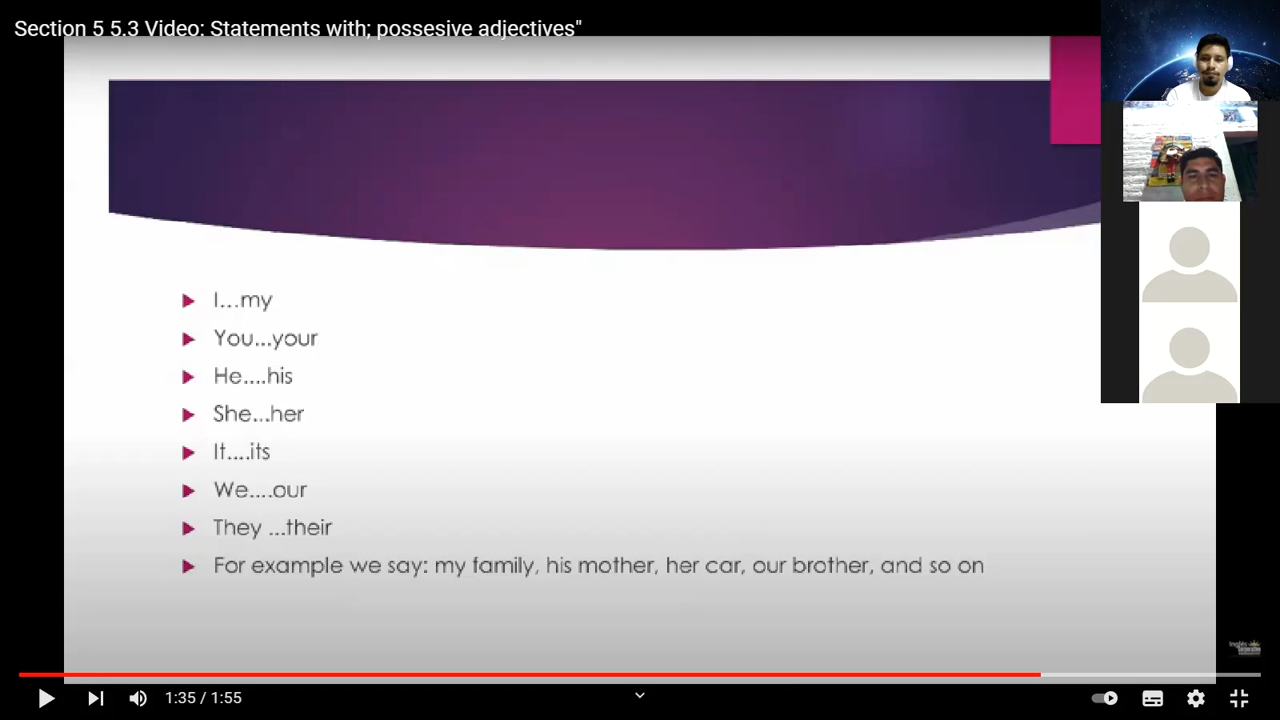 Section 5 5.3 Video: Statements with; possesive adjectives"
I...my
You...your
He....his
She...her
It....its
We....our
They ...their
For example we say: my family, his mother, her car, our brother, and so on
1:35 / 1:55